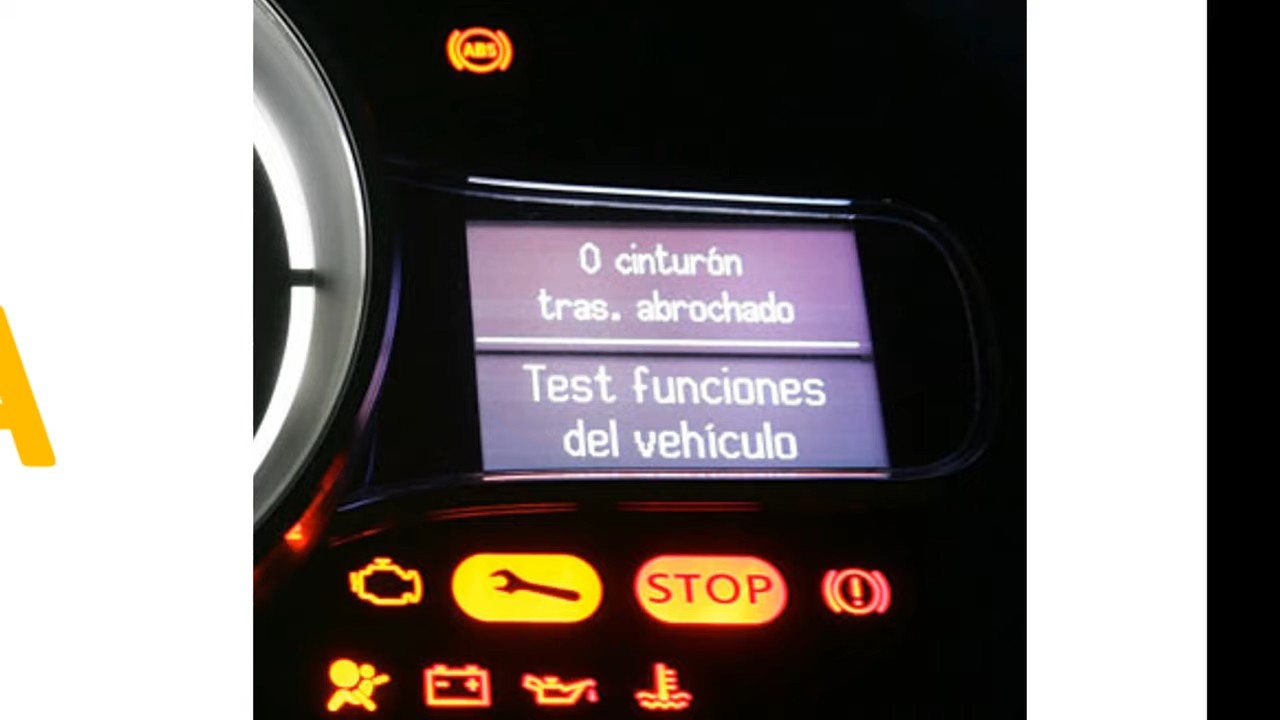 ABS
0 cinturón
tras. abrochado
Test funciones
del vehículo
STOP
A